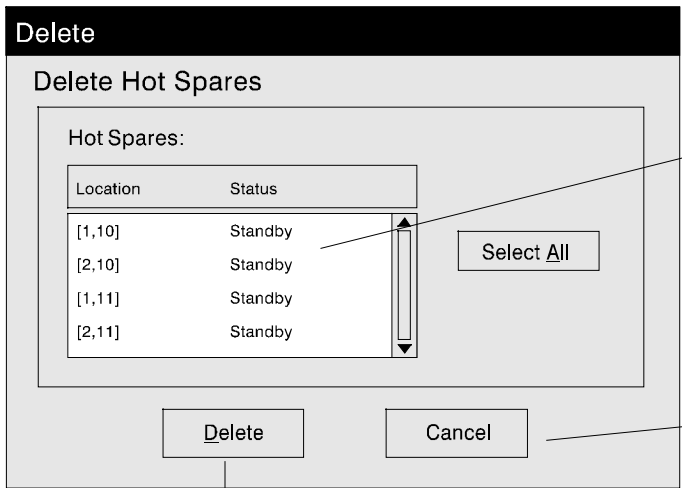 Delete
Delete Hot Spares
Hot Spares:
Location Status
[1,10] Standby
[2,10] Standby
[1,11] Standby
[2,11] Standby
Select All
Delete Cancel